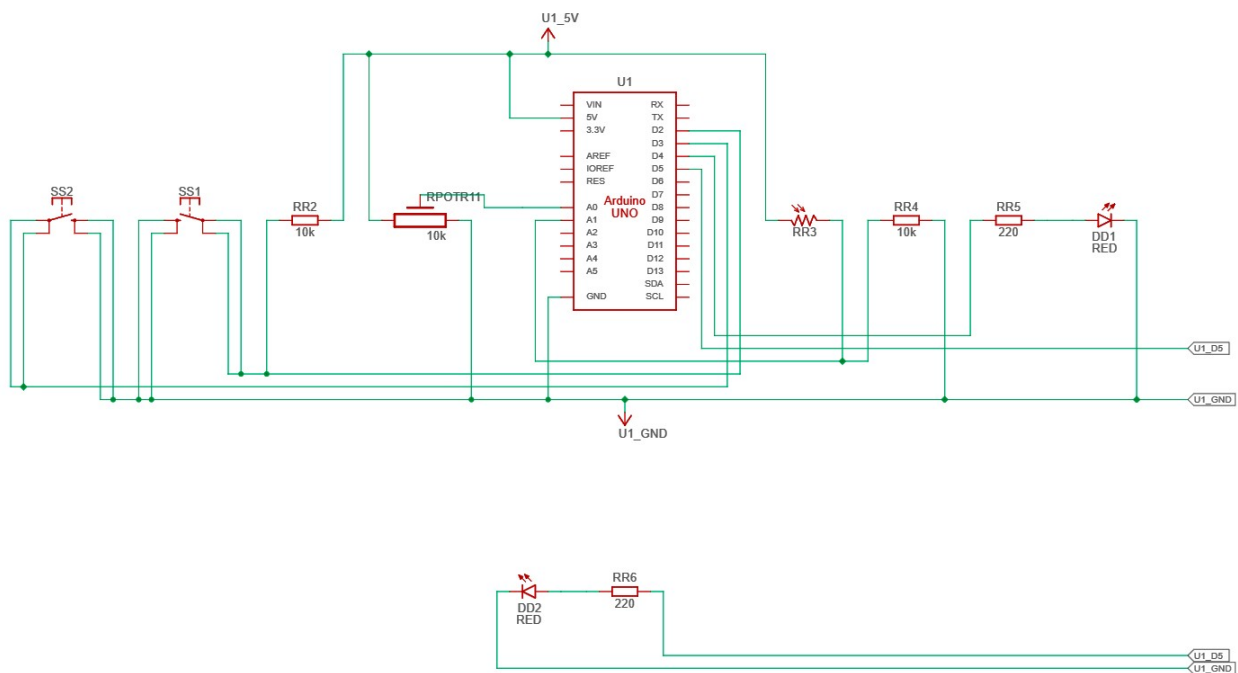 U1_5V
U1
VIN
5V
3.3V
AREF
IOREF
RES
A0
A1
A2
A3
A4
A5
GND
RX
TX
D2
D3
D4
D5
D6
D7
D8
D9
D10
D11
D12
D13
SDA
SCL
Arduino
UNO
SS2
SS1
RR2
10k
RPOTR11
10k
RR3
RR4
10k
RR5
220
DD1
RED
U1_D5
U1_GND
U1_GND
DD2
RED
RR6
220
U1_D5
U1_GND